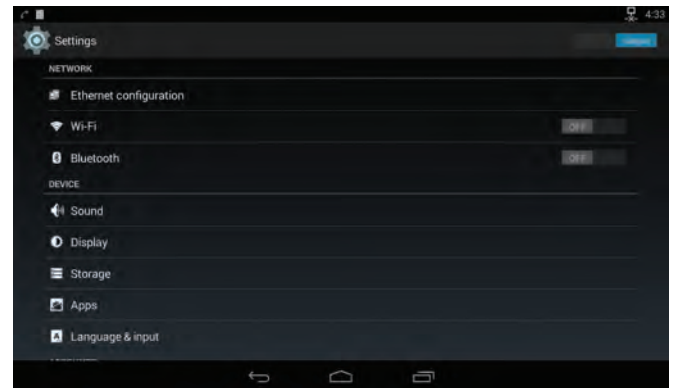 4:33
Settings
NETWORK
Ethernet configuration
Wi-Fi
OFF
Bluetooth
OFF
DEVICE
Sound
Display
Storage
Apps
Language & input